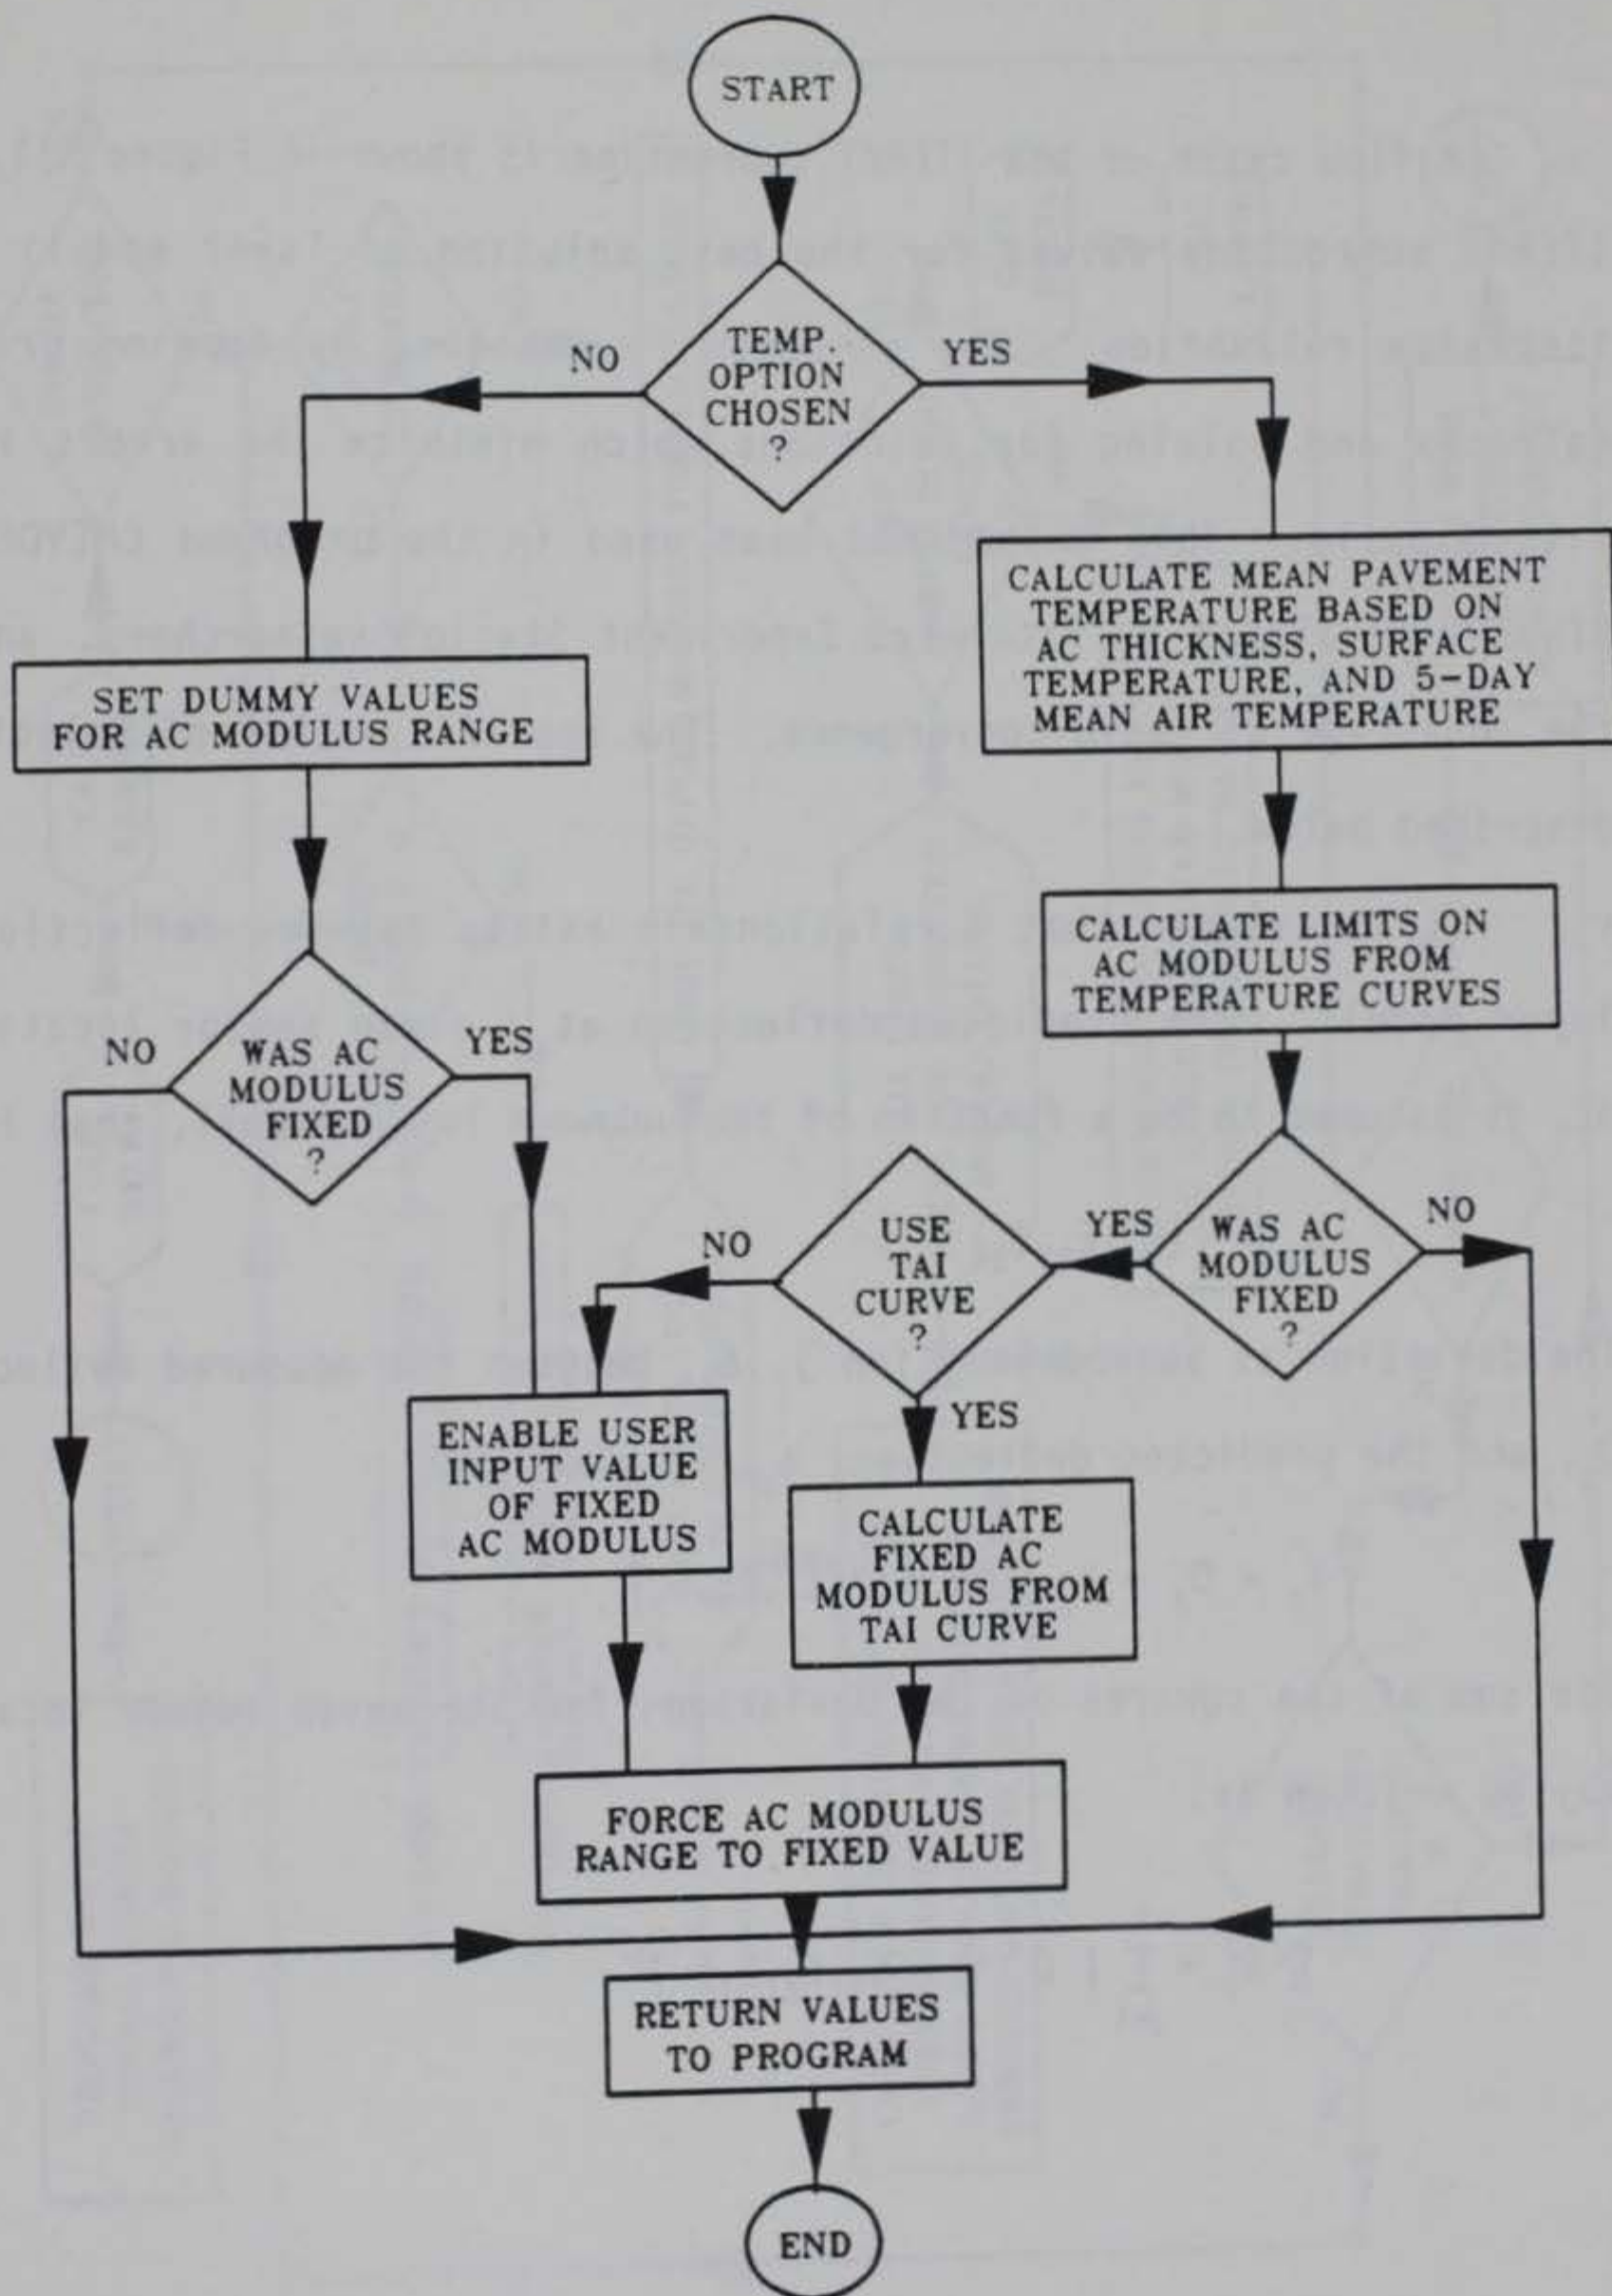 START
TEMP.
OPTION
CHOSEN
?
NO
YES
CALCULATE MEAN PAVEMENT
TEMPERATURE BASED ON
AC THICKNESS, SURFACE
TEMPERATURE, AND 5-DAY
MEAN AIR TEMPERATURE
SET DUMMY VALUES
FOR AC MODULUS RANGE
CALCULATE LIMITS ON
AC MODULUS FROM
TEMPERATURE CURVES
NO
WAS AC
MODULUS
FIXED
?
YES
NO
USE
TAI
CURVE
?
YES
WAS AC
MODULUS
FIXED
?
NO
YES
ENABLE USER
INPUT VALUE
OF FIXED
AC MODULUS
CALCULATE
FIXED AC
MODULUS FROM
TAI CURVE
FORCE AC MODULUS
RANGE TO FIXED VALUE
RETURN VALUES
TO PROGRAM
END